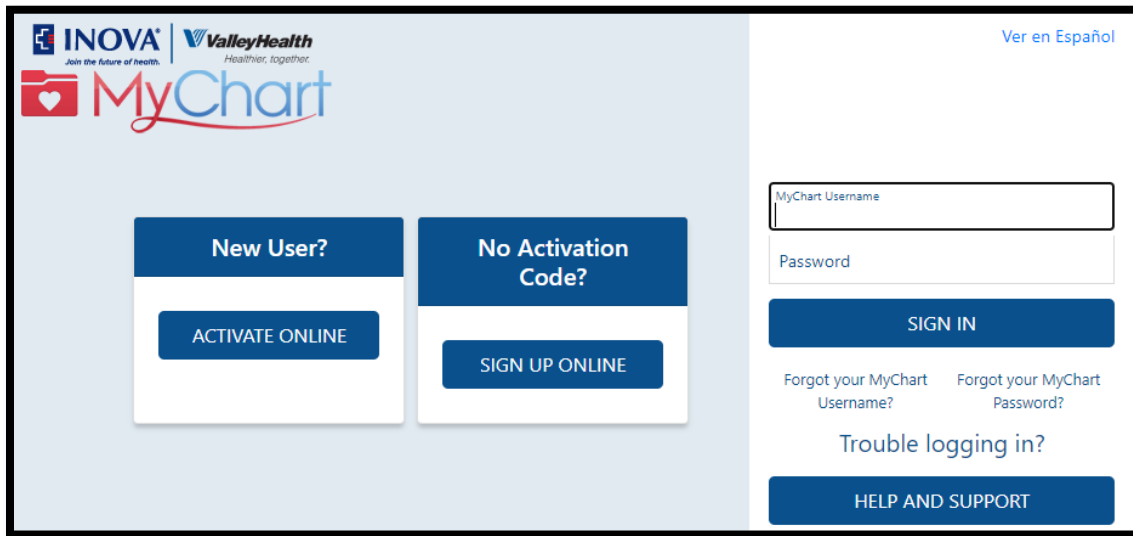 INOVA® ValleyHealth
Join the future of health. Healthier, together.
MyChart
New User?
ACTIVATE ONLINE
No Activation
Code?
SIGN UP ONLINE
Ver en Español
MyChart Username
Password
SIGN IN
Forgot your MyChart
Username?
Forgot your MyChart
Password?
Trouble logging in?
HELP AND SUPPORT